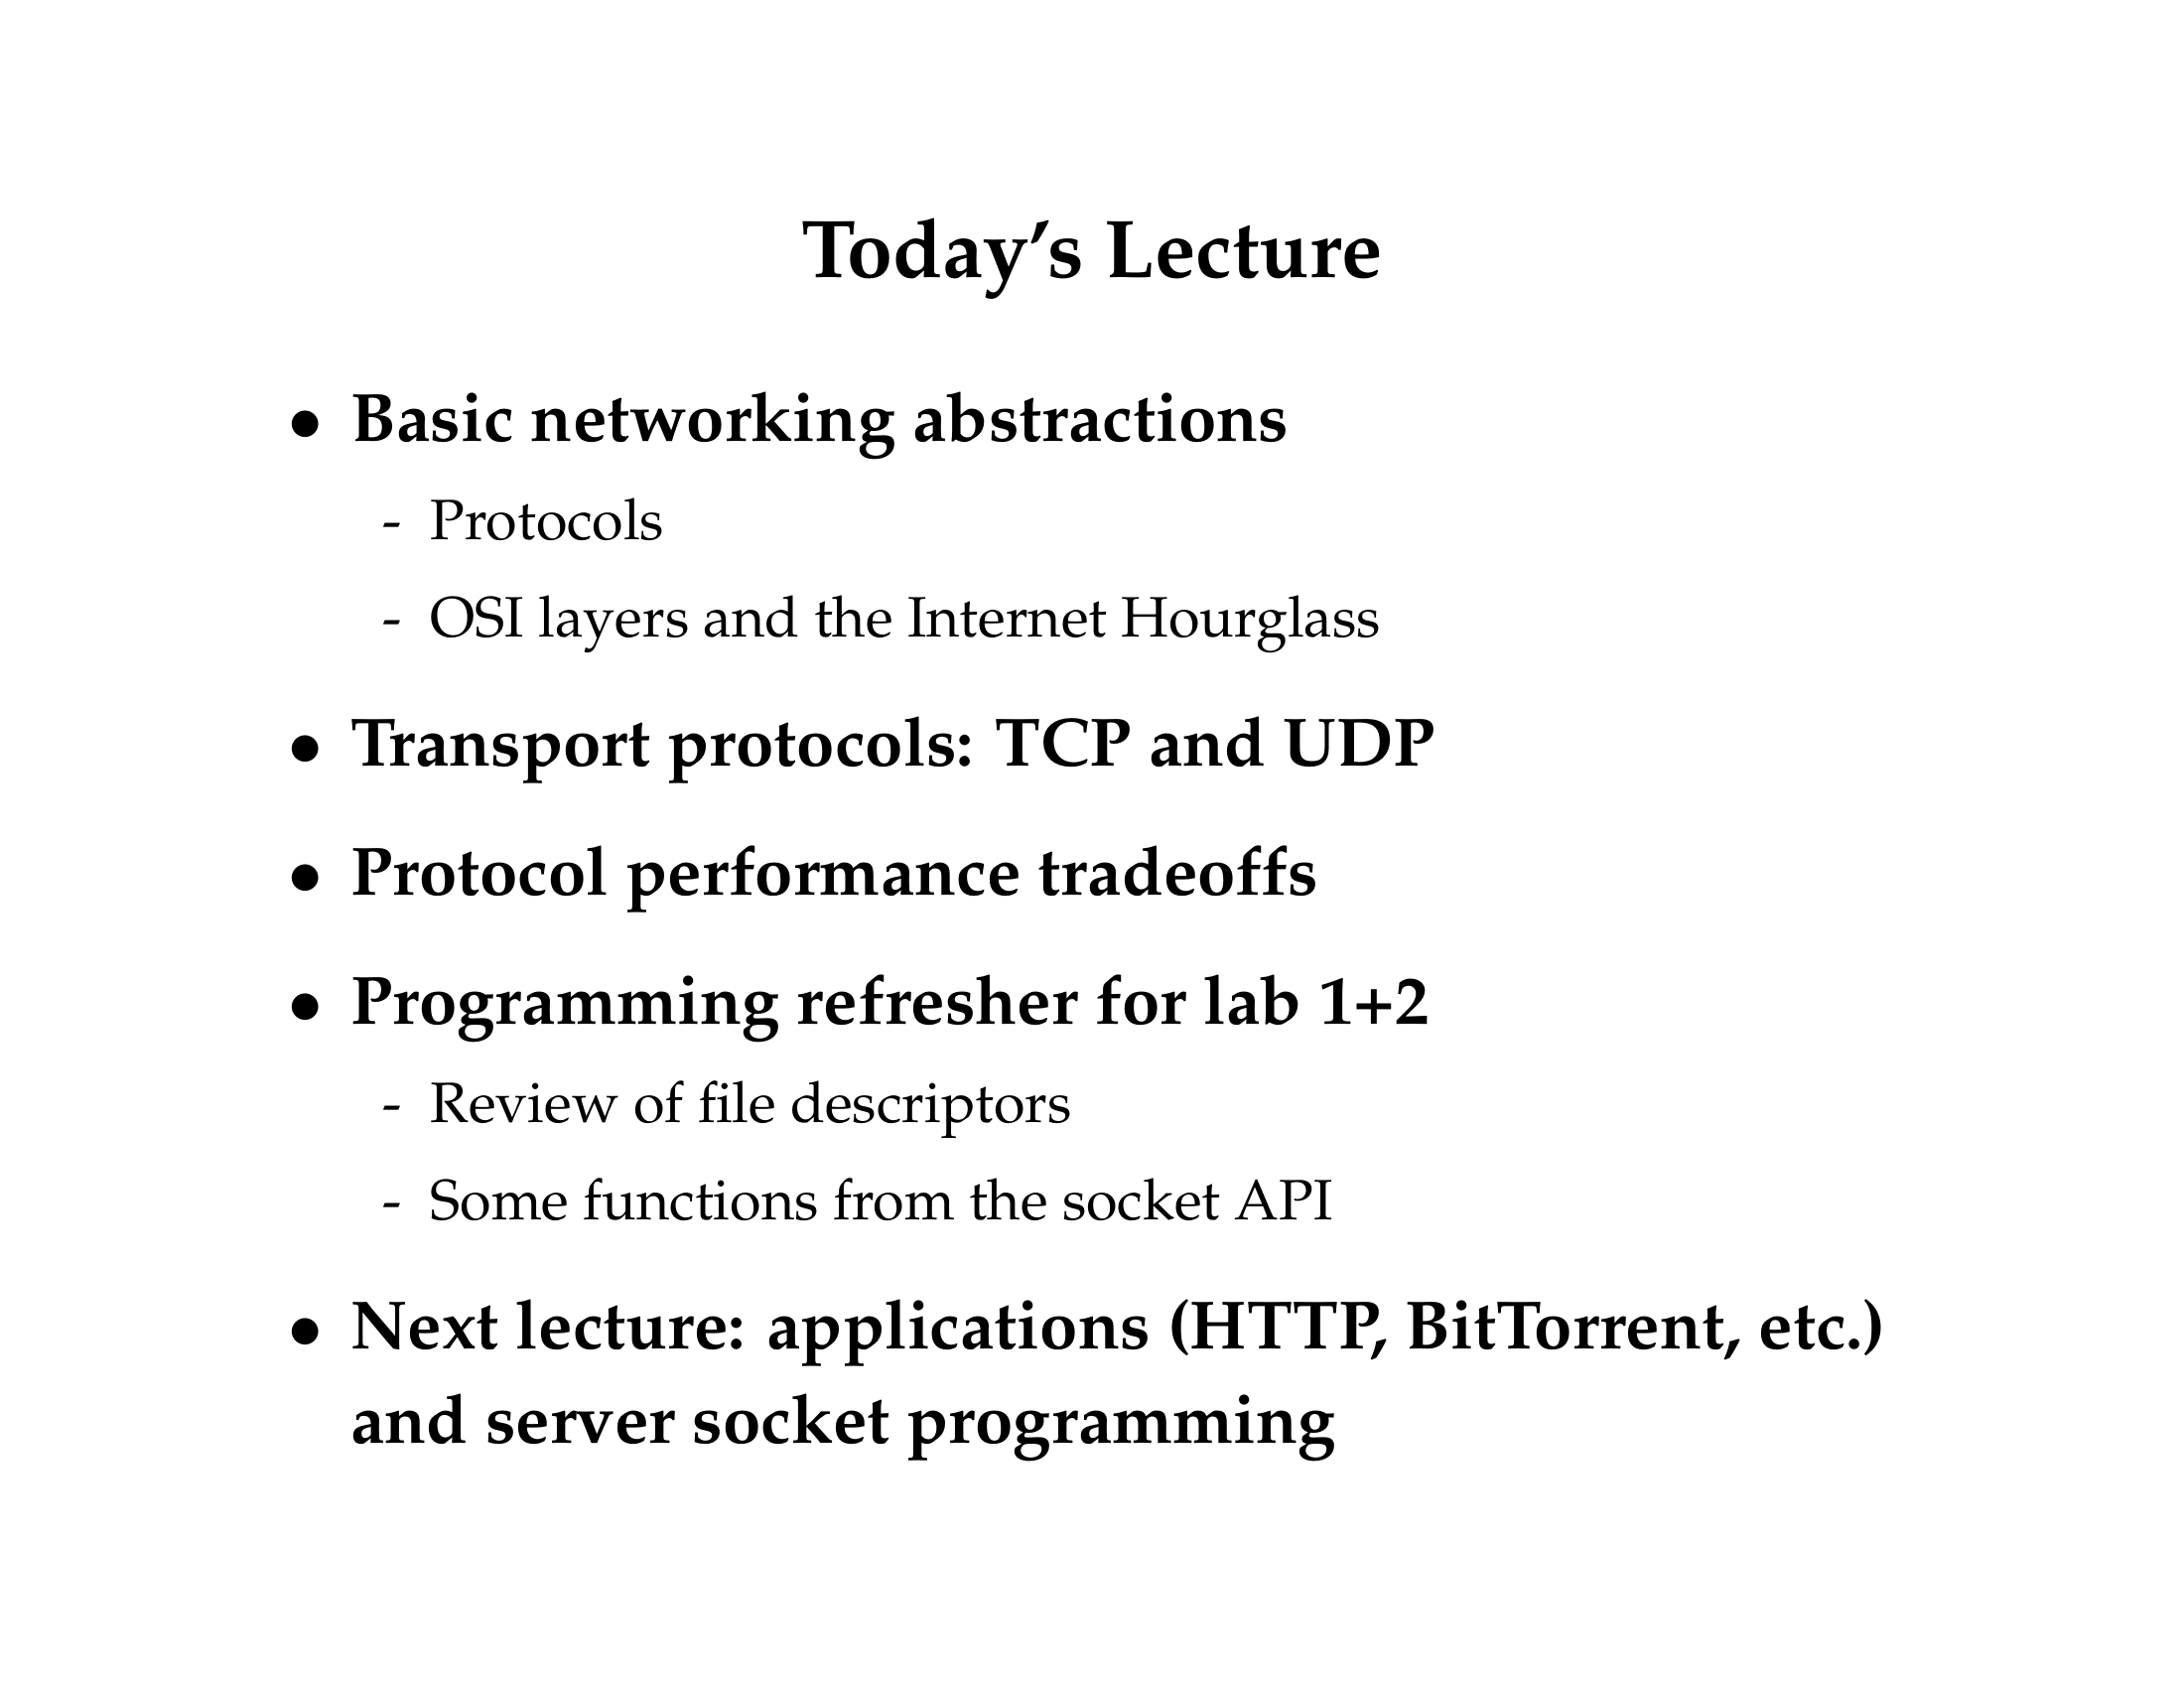 Today's Lecture
• Basic networking abstractions
- Protocols
- OSI layers and the Internet Hourglass
• Transport protocols: TCP and UDP
• Protocol performance tradeoffs
• Programming refresher for lab 1+2
- Review of file descriptors
- Some functions from the socket API
• Next lecture: applications (HTTP, BitTorrent, etc.)
and server socket programming